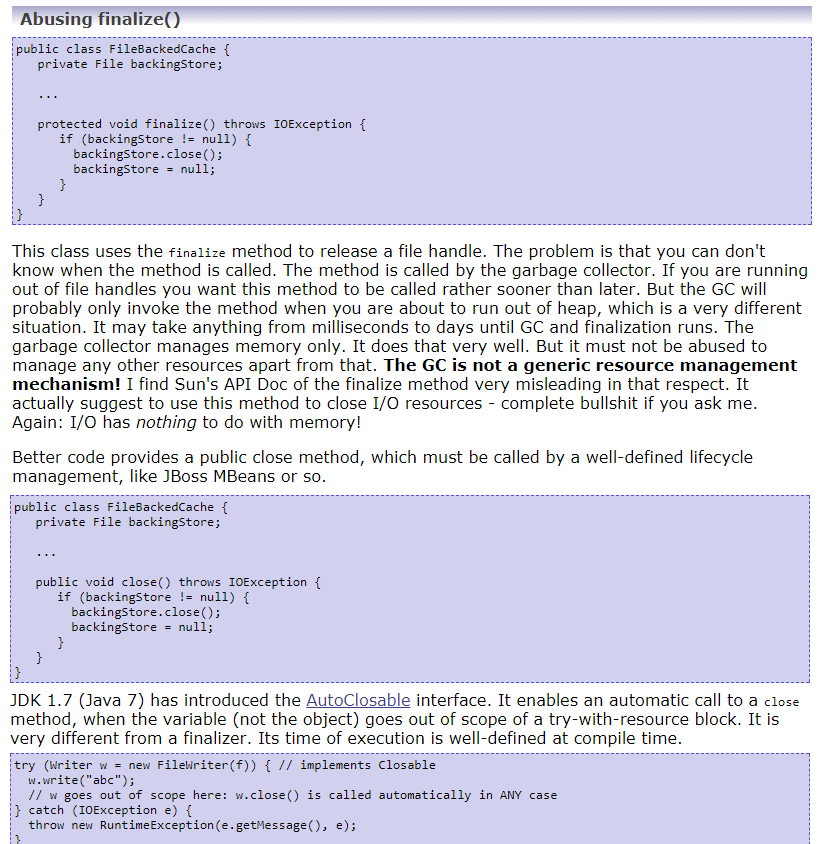 Abusing finalize()
public class FileBackedCache {
   private File backingStore;
   ...
   protected void finalize() throws IOException {
      if (backingStore != null) {
        backingStore.close();
        backingStore = null;
      }
   }
}
This class uses the finalize method to release a file handle. The problem is that you can don't
know when the method is called. The method is called by the garbage collector. If you are running
out of file handles you want this method to be called rather sooner than later. But the GC will
probably only invoke the method when you are about to run out of heap, which is a very different
situation. It may take anything from milliseconds to days until GC and finalization runs. The
garbage collector manages memory only. It does that very well. But it must not be abused to
manage any other resources apart from that. The GC is not a generic resource management
mechanism! I find Sun's API Doc of the finalize method very misleading in that respect. It
actually suggest to use this method to close I/O resources - complete bullshit if you ask me.
Again: I/O has nothing to do with memory!
Better code provides a public close method, which must be called by a well-defined lifecycle
management, like JBoss MBeans or so.
public class FileBackedCache {
   private File backingStore;
   ...
   public void close() throws IOException {
      if (backingStore != null) {
        backingStore.close();
        backingStore = null;
      }
   }
}
JDK 1.7 (Java 7) has introduced the AutoClosable interface. It enables an automatic call to a close
method, when the variable (not the object) goes out of scope of a try-with-resource block. It is
very different from a finalizer. Its time of execution is well-defined at compile time.
try (Writer w = new FileWriter(f)) { // implements Closable
  w.write("abc");
  // w goes out of scope here: w.close() is called automatically in ANY case
} catch (IOException e) {
  throw new RuntimeException(e.getMessage(), e);
}